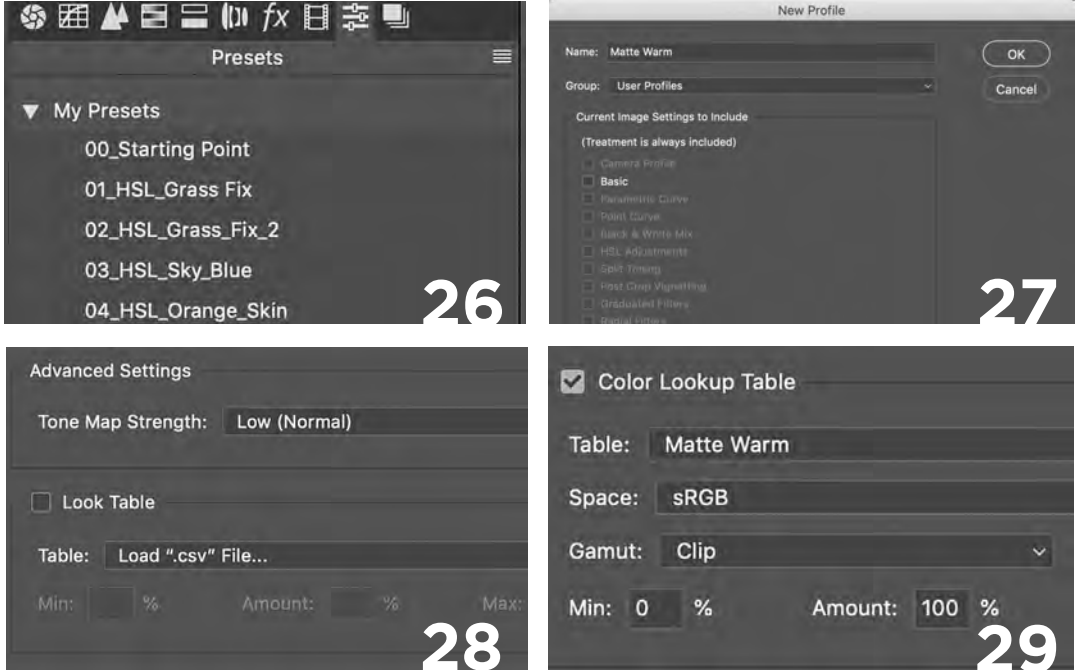 fx
Presets
My Presets
00_Starting Point
01_HSL_Grass Fix
02_HSL_Grass_Fix_2
03_HSL_Sky_Blue
04_HSL_Orange_Skin
26
New Profile
Name: Matte Warm
OK
Group: User Profiles
Cancel
Current Image Settings to Include
(Treatment is always included)
Camera Profile
Basic
Parametric Curve
Point Curve
Black & White Mix
HSL Adjustments
Split Toning
Post Crop Vignetting
Graduated Filters
Radial Filters
27
Advanced Settings
Tone Map Strength: Low (Normal)
Look Table
Table: Load ".csv" File...
Min: % Amount: % Max:
28
Color Lookup Table
Table: Matte Warm
Space: sRGB
Gamut: Clip
Min: 0 % Amount: 100 %
29